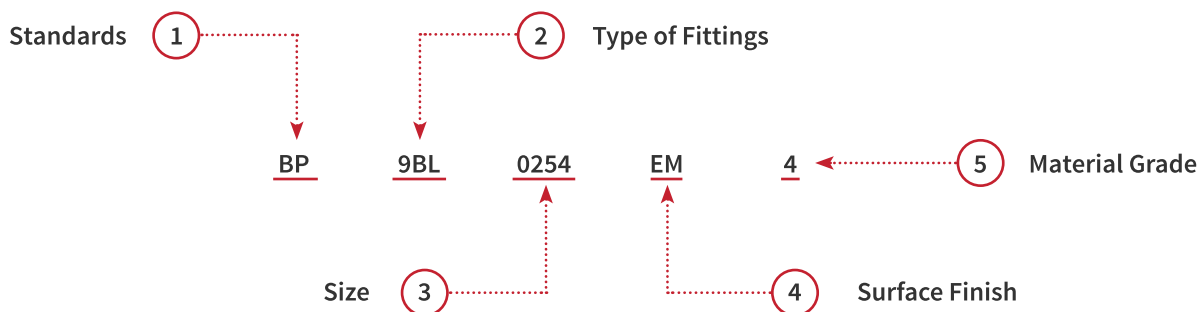 Standards 1 2 Type of Fittings
BP 9BL 0254 EM 4 5 Material Grade
Size 3 4 Surface Finish